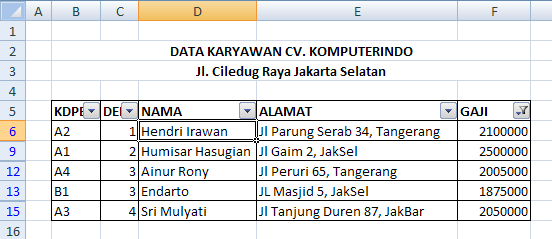 A B C D E F
1
2 DATA KARYAWAN CV. KOMPUTERINDO
3 Jl. Ciledug Raya Jakarta Selatan
4
5 KDPE DE NAMA ALAMAT GAJI
6 A2 1 Hendri Irawan Jl Parung Serab 34, Tangerang 2100000
9 A1 2 Humisar Hasugian Jl Gaim 2, JakSel 2500000
12 A4 3 Ainur Rony Jl Peruri 65, Tangerang 2005000
13 B1 3 Endarto JL Masjid 5, JakSel 1875000
15 A3 4 Sri Mulyati Jl Tanjung Duren 87, JakBar 2050000
16